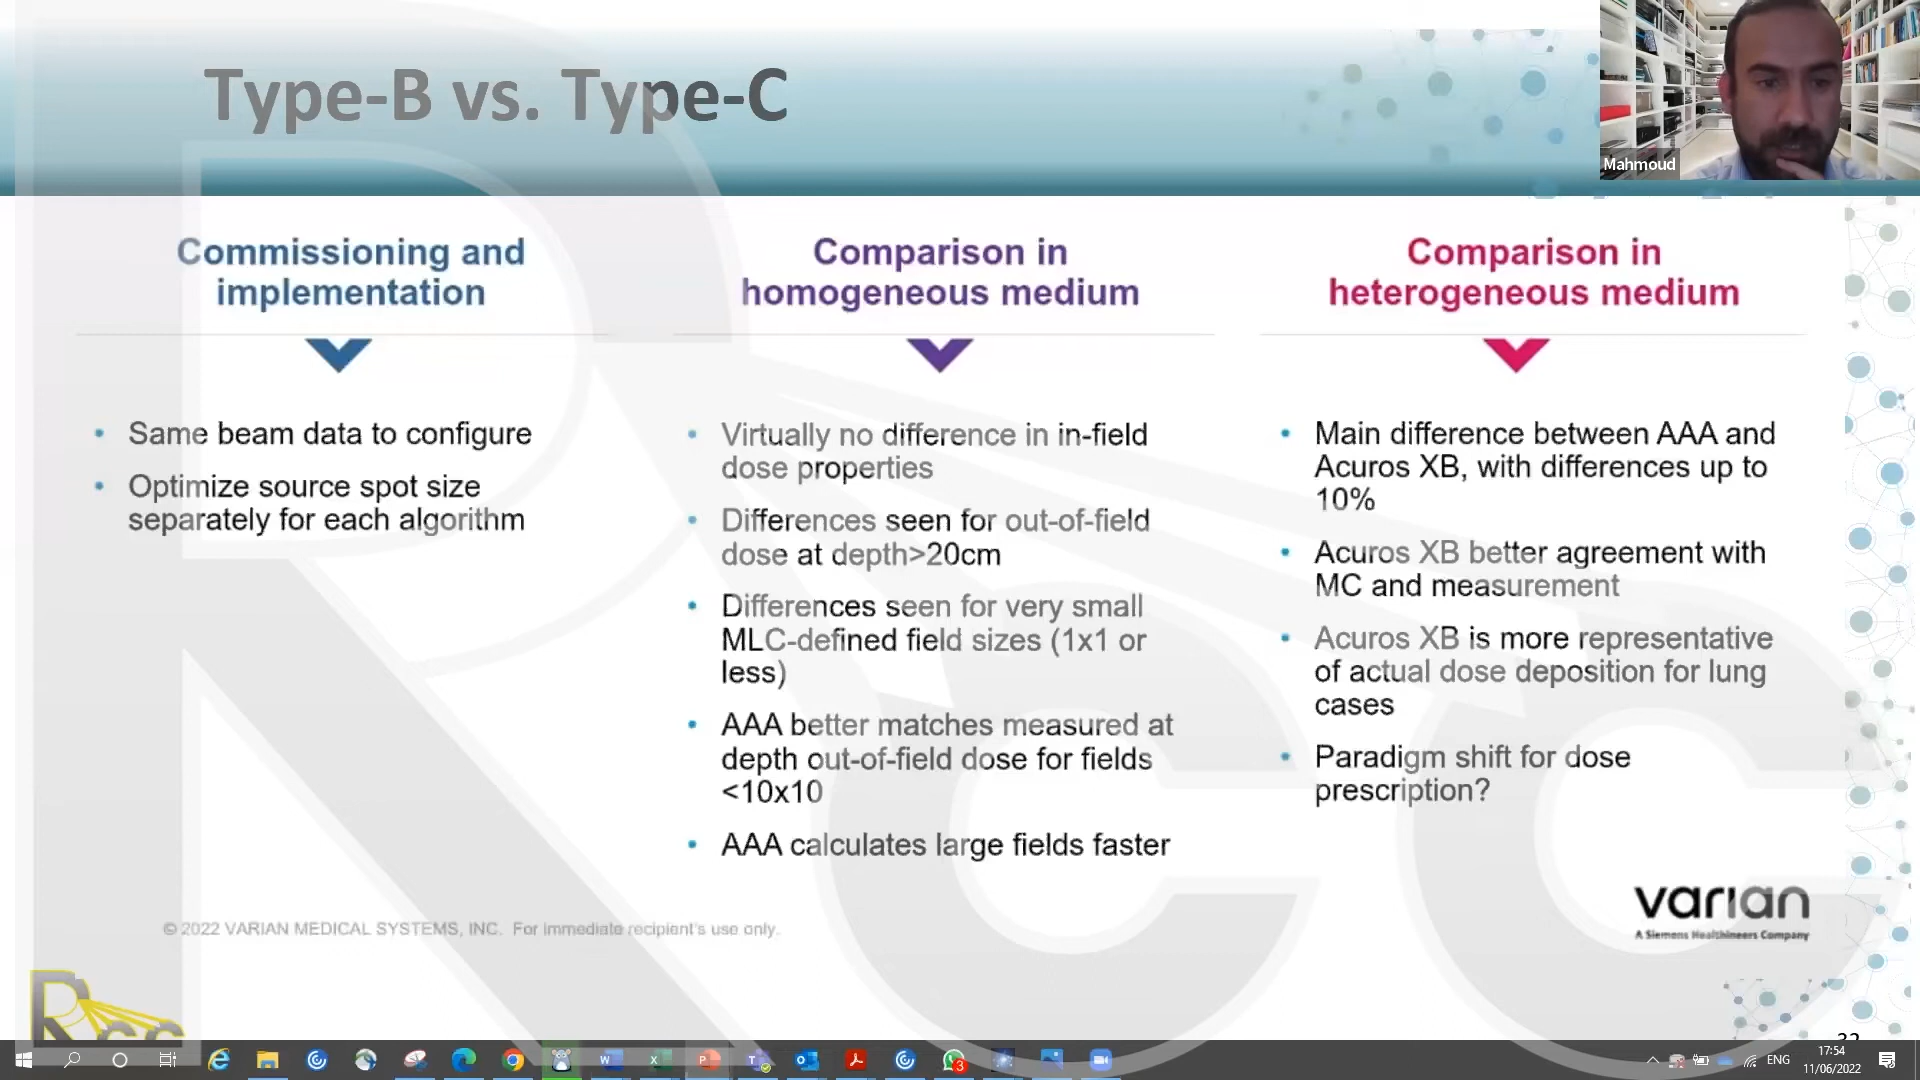 Type-B vs. Type-C
Mahmoud
Commissioning and
implementation
• Same beam data to configure
• Optimize source spot size
separately for each algorithm
Comparison in
homogeneous medium
• Virtually no difference in in-field
dose properties
• Differences seen for out-of-field
dose at depth>20cm
• Differences seen for very small
MLC-defined field sizes (1x1 or
less)
• AAA better matches measured at
depth out-of-field dose for fields
<10x10
• AAA calculates large fields faster
Comparison in
heterogeneous medium
• Main difference between AAA and
Acuros XB, with differences up to
10%
• Acuros XB better agreement with
MC and measurement
• Acuros XB is more representative
of actual dose deposition for lung
cases
• Paradigm shift for dose
prescription?
© 2022 VARIAN MEDICAL SYSTEMS, INC. For immediate recipient's use only.
varian
A Siemens Healthineers Company
RCC
ENG
17:54
11/06/2022
3